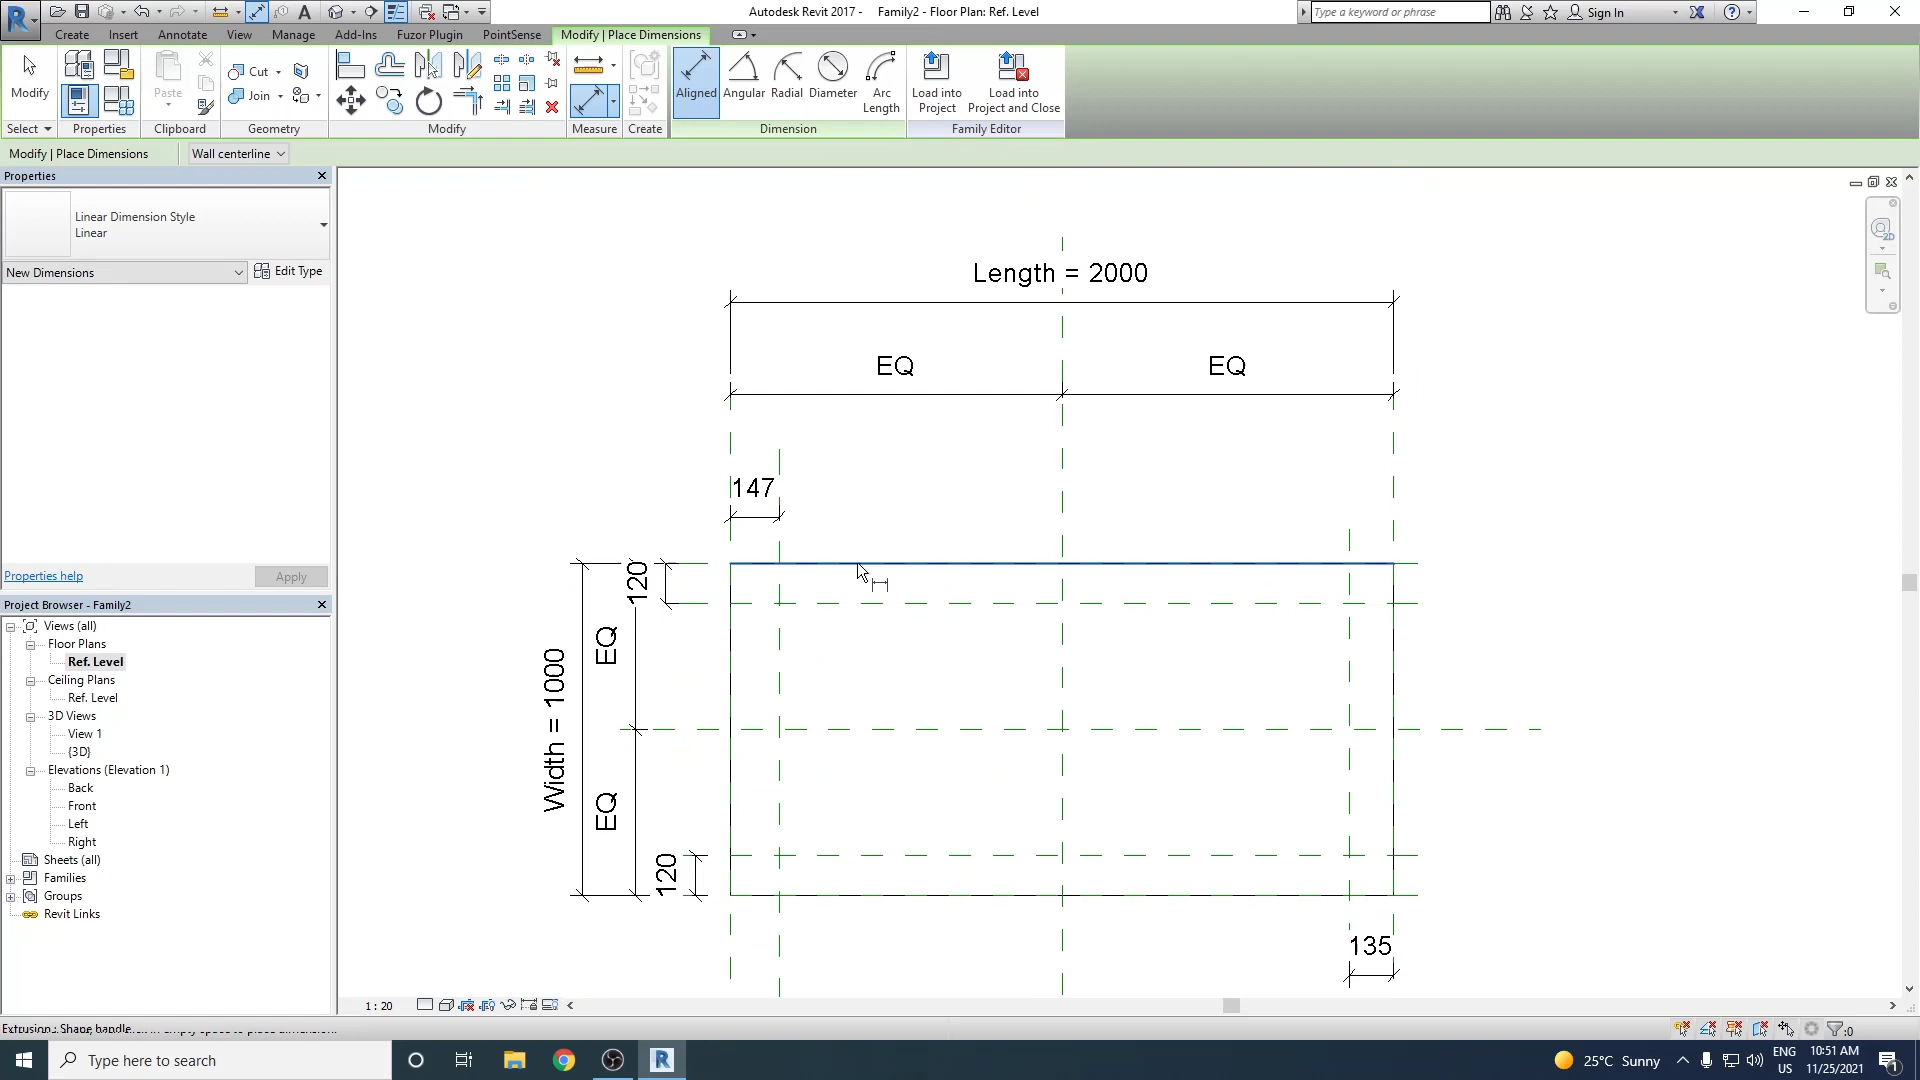 Autodesk Revit 2017 - Family2 - Floor Plan: Ref. Level
Type a keyword or phrase
Sign In
Create Insert Annotate View Manage Add-Ins Fuzor Plugin PointSense Modify | Place Dimensions
Modify
Paste
Cut
Join
Aligned Angular Radial Diameter Arc Length
Load into Project
Load into Project and Close
Select Properties Clipboard Geometry Modify Measure Create Dimension Family Editor
Modify | Place Dimensions Wall centerline
Properties
Linear Dimension Style
Linear
New Dimensions Edit Type
Properties help Apply
Project Browser - Family2
Views (all)
Floor Plans
Ref. Level
Ceiling Plans
Ref. Level
3D Views
View 1
{3D}
Elevations (Elevation 1)
Back
Front
Left
Right
Sheets (all)
Families
Groups
Revit Links
2D
Length = 2000
EQ EQ
147
120
EQ
Width = 1000
EQ
120
135
1 : 20
Extrusion : Shape handle
:0
Type here to search
25°C Sunny
ENG
US
10:51 AM
11/25/2021
1